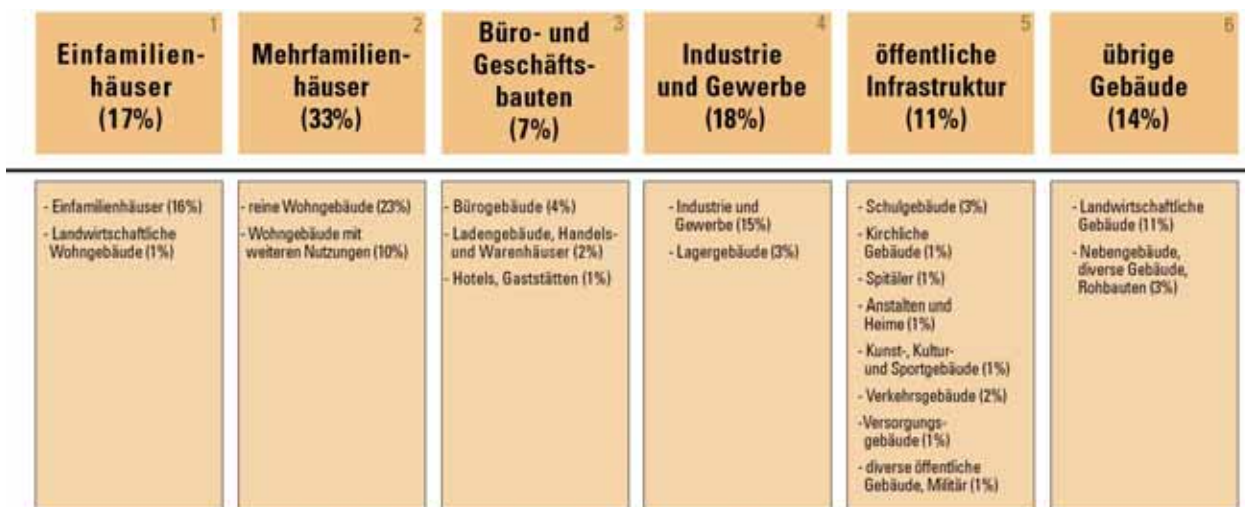 1
Einfamilien-
häuser
(17%)
2
Mehrfamilien-
häuser
(33%)
3
Büro- und
Geschäfts-
bauten
(7%)
4
Industrie
und Gewerbe
(18%)
5
öffentliche
Infrastruktur
(11%)
6
übrige
Gebäude
(14%)
- Einfamilienhäuser (16%)
- Landwirtschaftliche
Wohngebäude (1%)
- reine Wohngebäude (23%)
- Wohngebäude mit
weiteren Nutzungen (10%)
- Bürogebäude (4%)
- Ladengebäude, Handels-
und Warenhäuser (2%)
- Hotels, Gaststätten (1%)
- Industrie und
Gewerbe (15%)
- Lagergebäude (3%)
- Schulgebäude (3%)
- Kirchliche
Gebäude (1%)
- Spitäler (1%)
- Anstalten und
Heime (1%)
- Kunst-, Kultur-
und Sportgebäude (1%)
- Verkehrsgebäude (2%)
-Versorgungs-
gebäude (1%)
- diverse öffentliche
Gebäude, Militär (1%)
- Landwirtschaftliche
Gebäude (11%)
- Nebengebäude,
diverse Gebäude,
Rohbauten (3%)